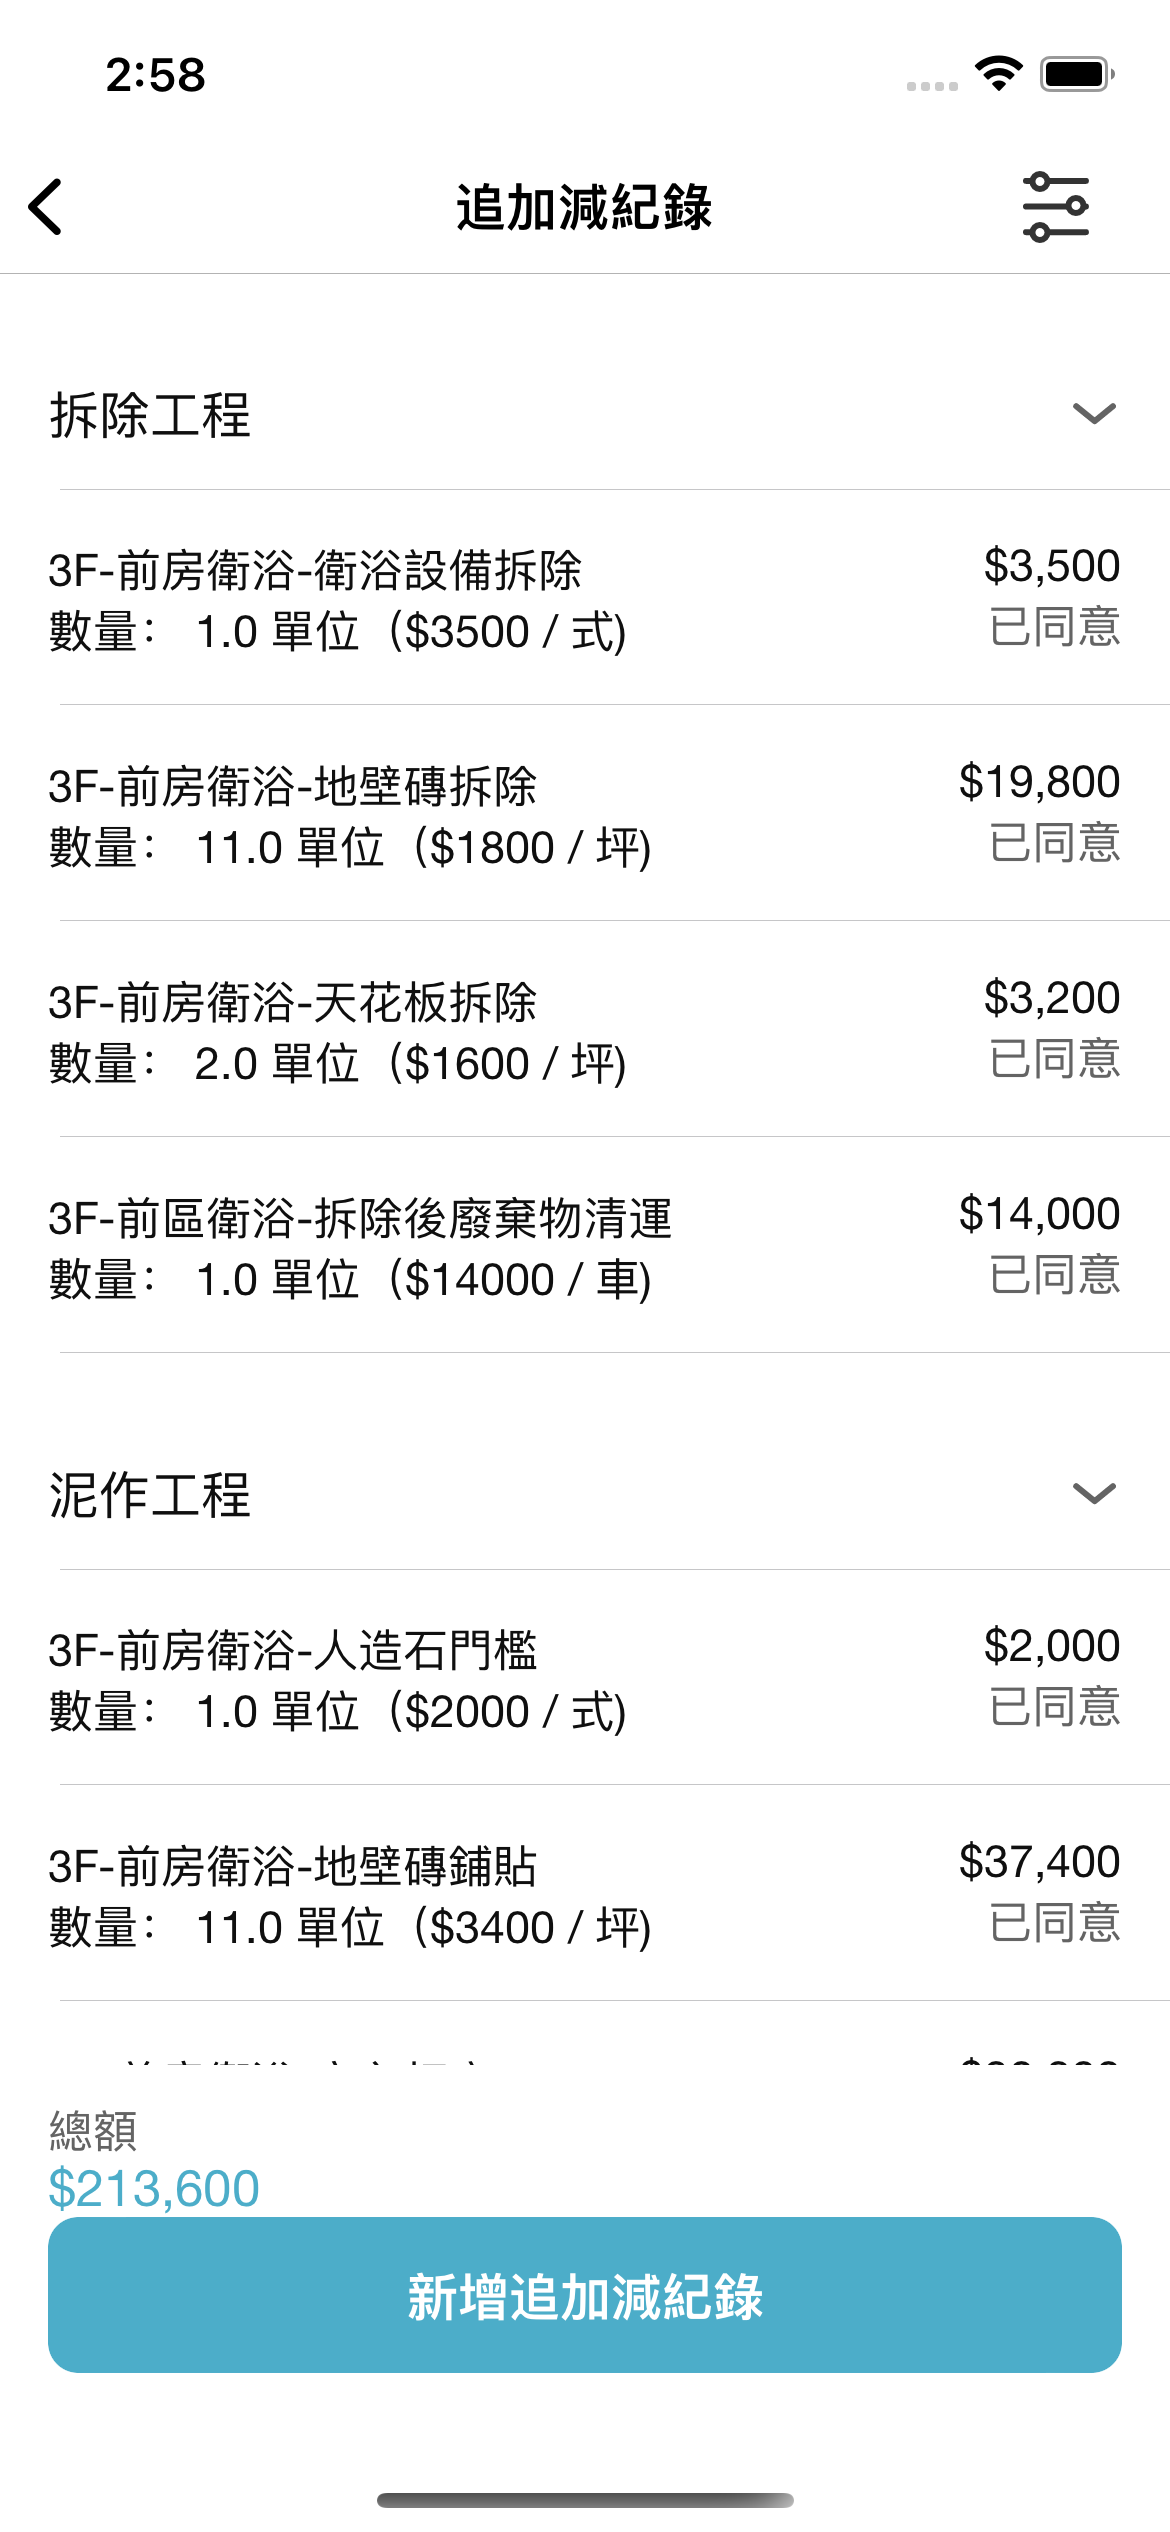 2:58
追加減紀錄
拆除工程
3F-前房衛浴-衛浴設備拆除
$3,500
數量： 1.0 單位（$3500 / 式)
已同意
3F-前房衛浴-地壁磚拆除
$19,800
數量： 11.0 單位（$1800 / 坪)
已同意
3F-前房衛浴-天花板拆除
$3,200
數量： 2.0 單位（$1600 / 坪)
已同意
3F-前區衛浴-拆除後廢棄物清運
$14,000
數量： 1.0 單位（$14000 / 車)
已同意
泥作工程
3F-前房衛浴-人造石門檻
$2,000
數量： 1.0 單位（$2000 / 式)
已同意
3F-前房衛浴-地壁磚鋪貼
$37,400
數量： 11.0 單位（$3400 / 坪)
已同意
總額
$213,600
新增追加減紀錄